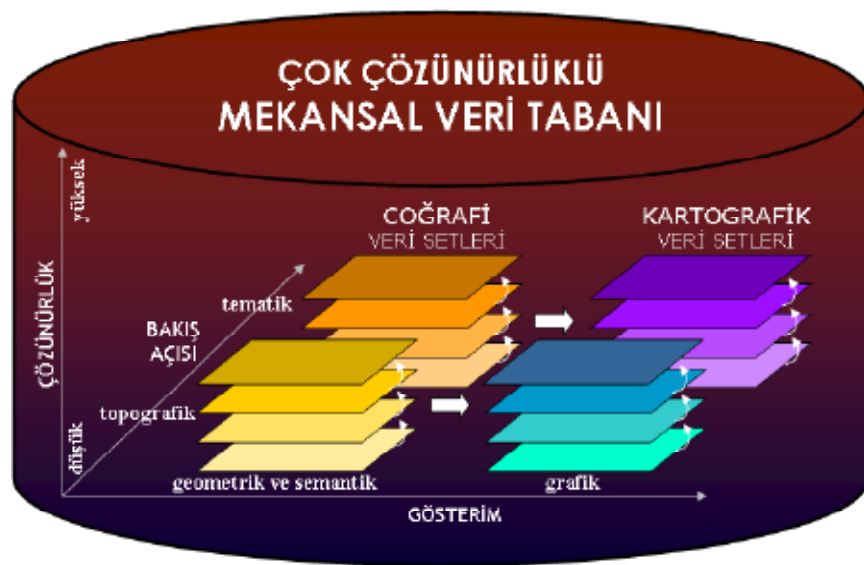 ÇOK ÇÖZÜNÜRLÜKLÜ
MEKANSAL VERİ TABANI
yüksek
ÇÖZÜNÜRLÜK
düşük
COĞRAFİ
VERİ SETLERİ
KARTOGRAFİK
VERİ SETLERİ
tematik
BAKIŞ
AÇISI
topografik
geometrik ve semantik
grafik
GÖSTERİM